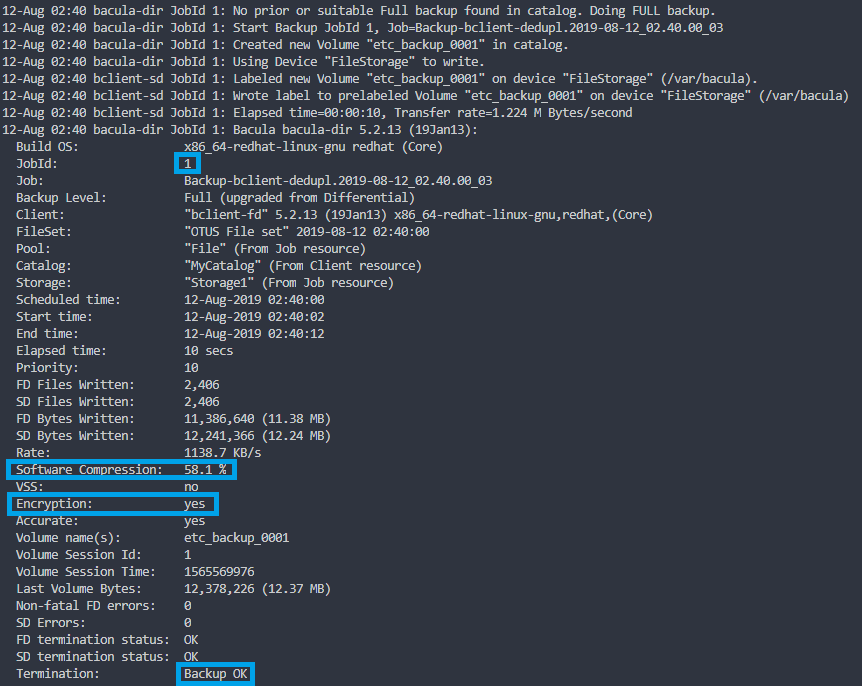 12-Aug 02:40 bacula-dir JobId 1: No prior or suitable Full backup found in catalog. Doing FULL backup.
12-Aug 02:40 bacula-dir JobId 1: Start Backup JobId 1, Job=Backup-bclient-dedupl.2019-08-12_02.40.00_03
12-Aug 02:40 bacula-dir JobId 1: Created new Volume "etc_backup_0001" in catalog.
12-Aug 02:40 bacula-dir JobId 1: Using Device "FileStorage" to write.
12-Aug 02:40 bclient-sd JobId 1: Labeled new Volume "etc_backup_0001" on device "FileStorage" (/var/bacula).
12-Aug 02:40 bclient-sd JobId 1: Wrote label to prelabeled Volume "etc_backup_0001" on device "FileStorage" (/var/bacula)
12-Aug 02:40 bclient-sd JobId 1: Elapsed time=00:00:10, Transfer rate=1.224 M Bytes/second
12-Aug 02:40 bacula-dir JobId 1: Bacula bacula-dir 5.2.13 (19Jan13):
  Build OS:               x86_64-redhat-linux-gnu redhat (Core)
  JobId:                  1
  Job:                    Backup-bclient-dedupl.2019-08-12_02.40.00_03
  Backup Level:           Full (upgraded from Differential)
  Client:                 "bclient-fd" 5.2.13 (19Jan13) x86_64-redhat-linux-gnu,redhat,(Core)
  FileSet:                "OTUS File set" 2019-08-12 02:40:00
  Pool:                   "File" (From Job resource)
  Catalog:                "MyCatalog" (From Client resource)
  Storage:                "Storage1" (From Job resource)
  Scheduled time:         12-Aug-2019 02:40:00
  Start time:             12-Aug-2019 02:40:02
  End time:               12-Aug-2019 02:40:12
  Elapsed time:           10 secs
  Priority:               10
  FD Files Written:       2,406
  SD Files Written:       2,406
  FD Bytes Written:       11,386,640 (11.38 MB)
  SD Bytes Written:       12,241,366 (12.24 MB)
  Rate:                   1138.7 KB/s
  Software Compression:   58.1 %
  VSS:                    no
  Encryption:             yes
  Accurate:               yes
  Volume name(s):         etc_backup_0001
  Volume Session Id:      1
  Volume Session Time:    1565569976
  Last Volume Bytes:      12,378,226 (12.37 MB)
  Non-fatal FD errors:    0
  SD Errors:              0
  FD termination status:  OK
  SD termination status:  OK
  Termination:            Backup OK